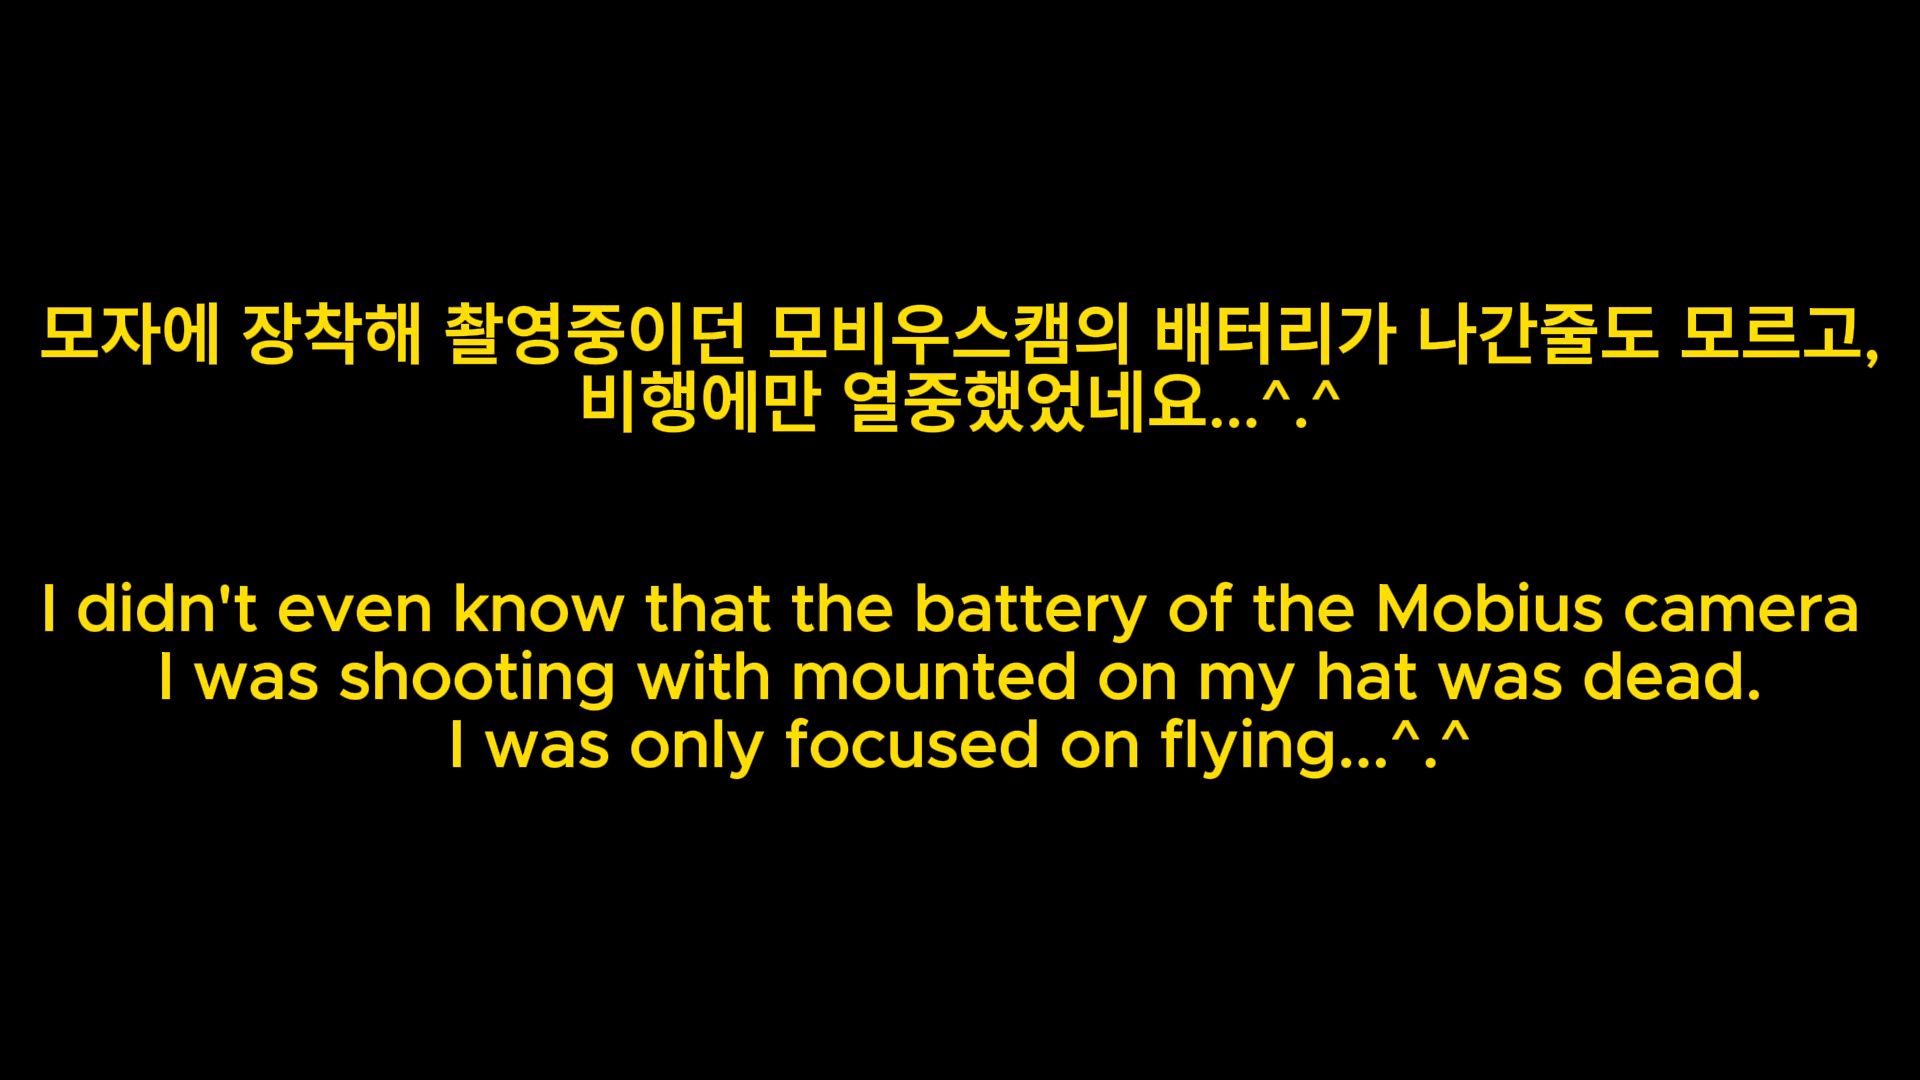 모자에 장착해 촬영중이던 모비우스캠의 배터리가 나간줄도 모르고,
비행에만 열중했었네요...^.^
I didn't even know that the battery of the Mobius camera
I was shooting with mounted on my hat was dead.
I was only focused on flying...^.^